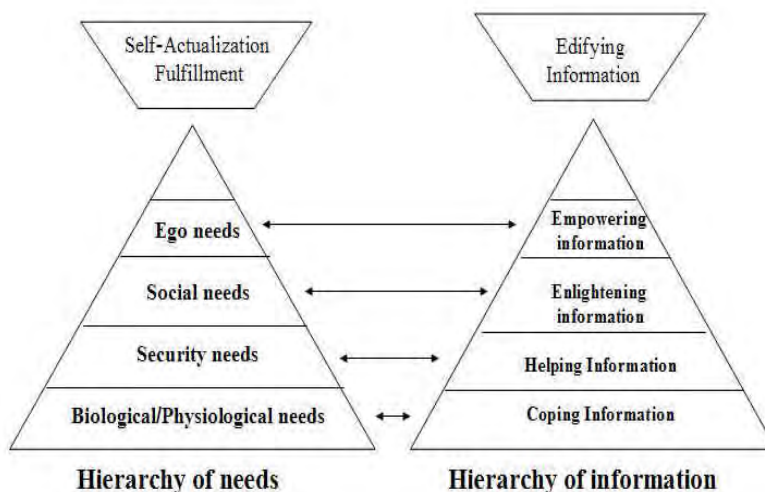 Self-Actualization
Fulfillment
Edifying
Information
Ego needs
Empowering
information
Social needs
Enlightening
information
Security needs
Helping Information
Biological/Physiological needs
Coping Information
Hierarchy of needs
Hierarchy of information